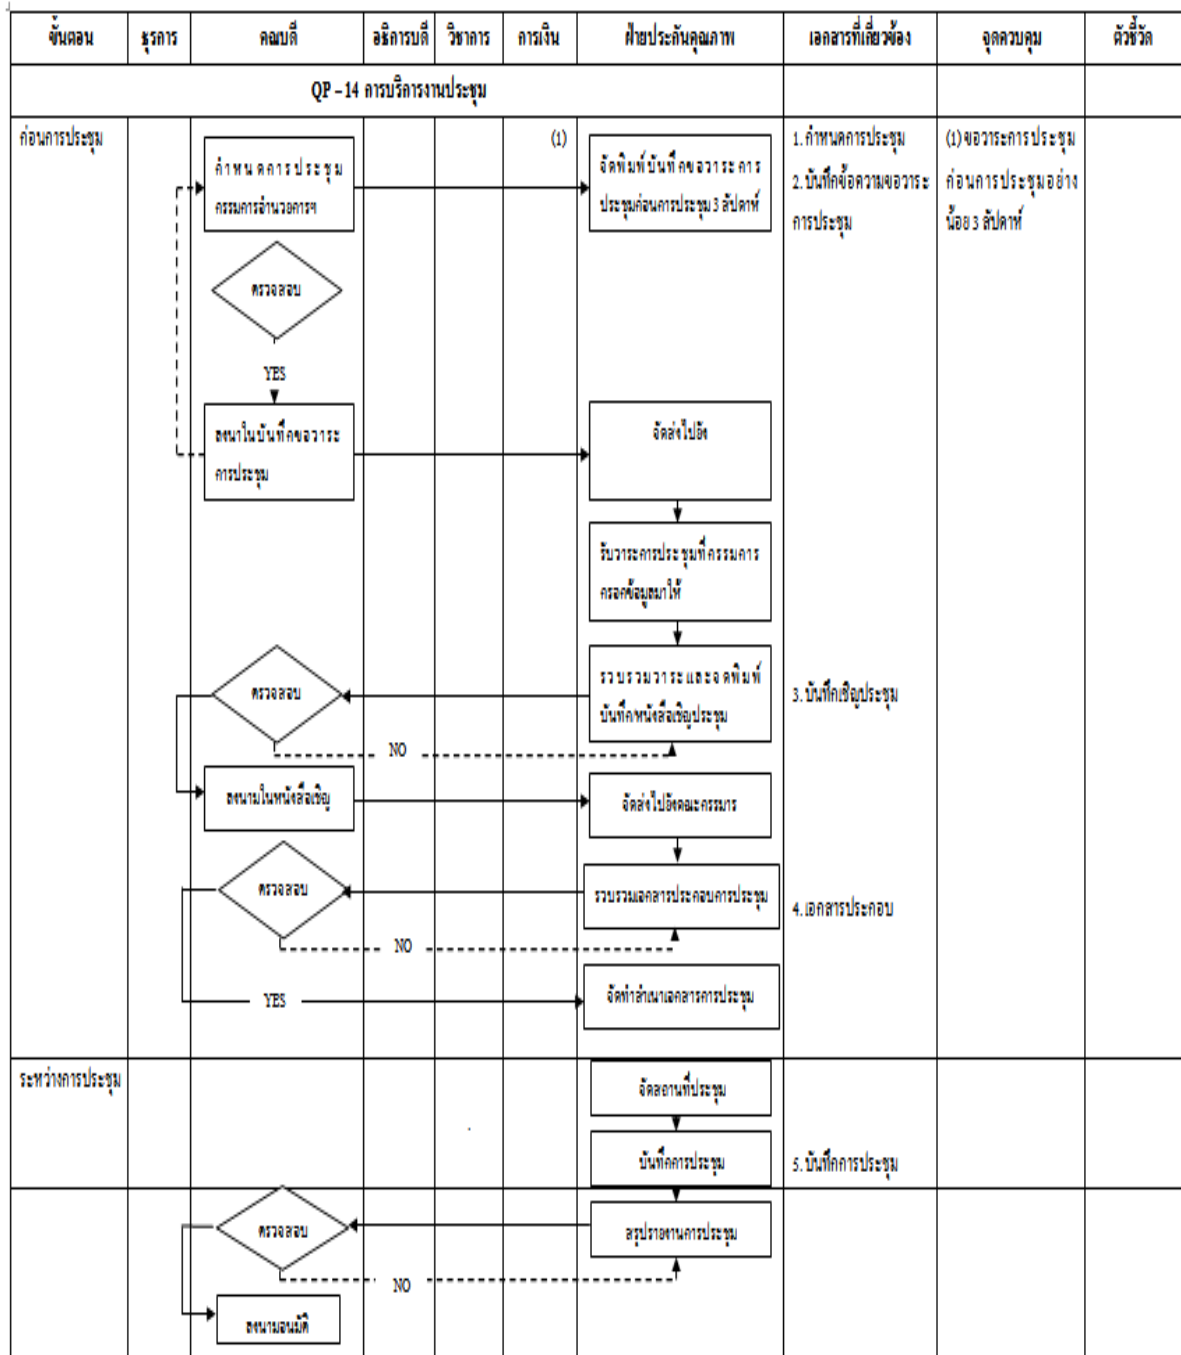 ขั้นตอน ธุรการ คณบดี อธิการบดี วิชาการ การเงิน ฝ่ายประกันคุณภาพ เอกสารที่เกี่ยวข้อง จุดควบคุม ตัวชี้วัด
QP – 14 การบริการงานประชุม
ก่อนการประชุม
กำหนดการประชุม
กรรมการอำนวยการฯ
(1)
จัดพิมพ์บันทึกขอวาระการ
ประชุมก่อนการประชุม 3 สัปดาห์
1. กำหนดการประชุม
2. บันทึกข้อความขอวาระ
การประชุม
(1) ขอวาระการประชุม
ก่อนการประชุมอย่าง
น้อย 3 สัปดาห์
ตรวจสอบ
YES
ลงนาในบันทึกขอวาระ
การประชุม
จัดส่งไปยัง
รับวาระการประชุมที่กรรมการ
กรอกข้อมูลมาให้
ตรวจสอบ
รวบรวมวาระและจดพิมพ์
บันทึก/หนังสือเชิญประชุม
3. บันทึกเชิญประชุม
NO
ลงนามในหนังสือเชิญ
จัดส่งไปยังคณะกรรมาร
ตรวจสอบ
รวบรวมเอกสารประกอบการประชุม
4. เอกสารประกอบ
NO
YES
จัดทำสำเนาเอกสารการประชุม
ระหว่างการประชุม
จัดสถานที่ประชุม
บันทึกการประชุม
5. บันทึกการประชุม
ตรวจสอบ
สรุปรายงานการประชุม
NO
ลงนามอนมัติ